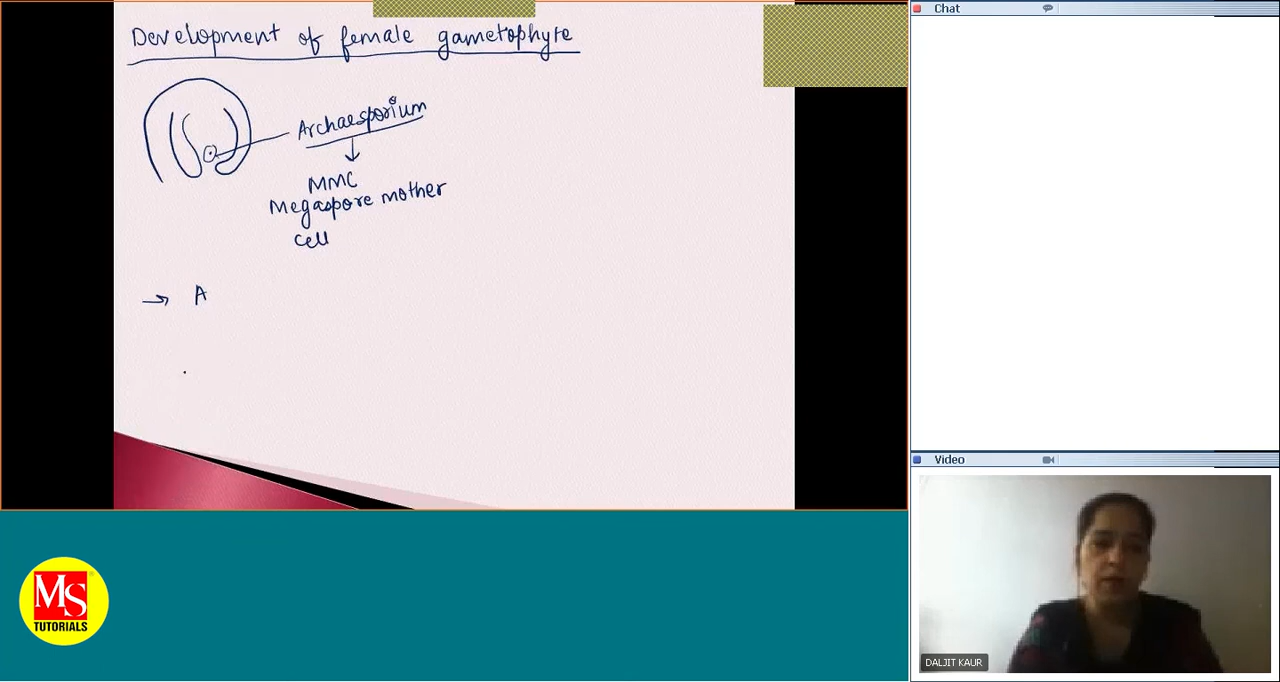 Development of female gametophyte
Archaesporium
MMC
Megaspore mother
cell
→ A
Chat
Video
DALJIT KAUR
MS
TUTORIALS